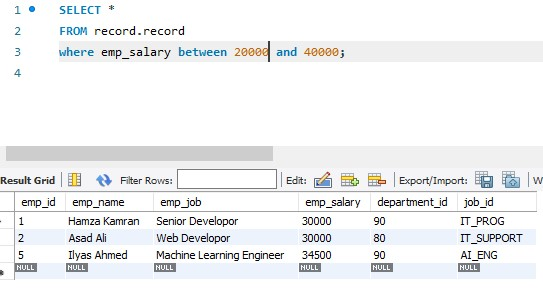 1 SELECT *
2 FROM record.record
3 where emp_salary between 20000 and 40000;
4
Result Grid Filter Rows: Edit: Export/Import: W
emp_id emp_name emp_job emp_salary department_id job_id
1 Hamza Kamran Senior Developor 30000 90 IT_PROG
2 Asad Ali Web Developor 30000 80 IT_SUPPORT
5 Ilyas Ahmed Machine Learning Engineer 34500 90 AI_ENG
NULL NULL NULL NULL NULL NULL